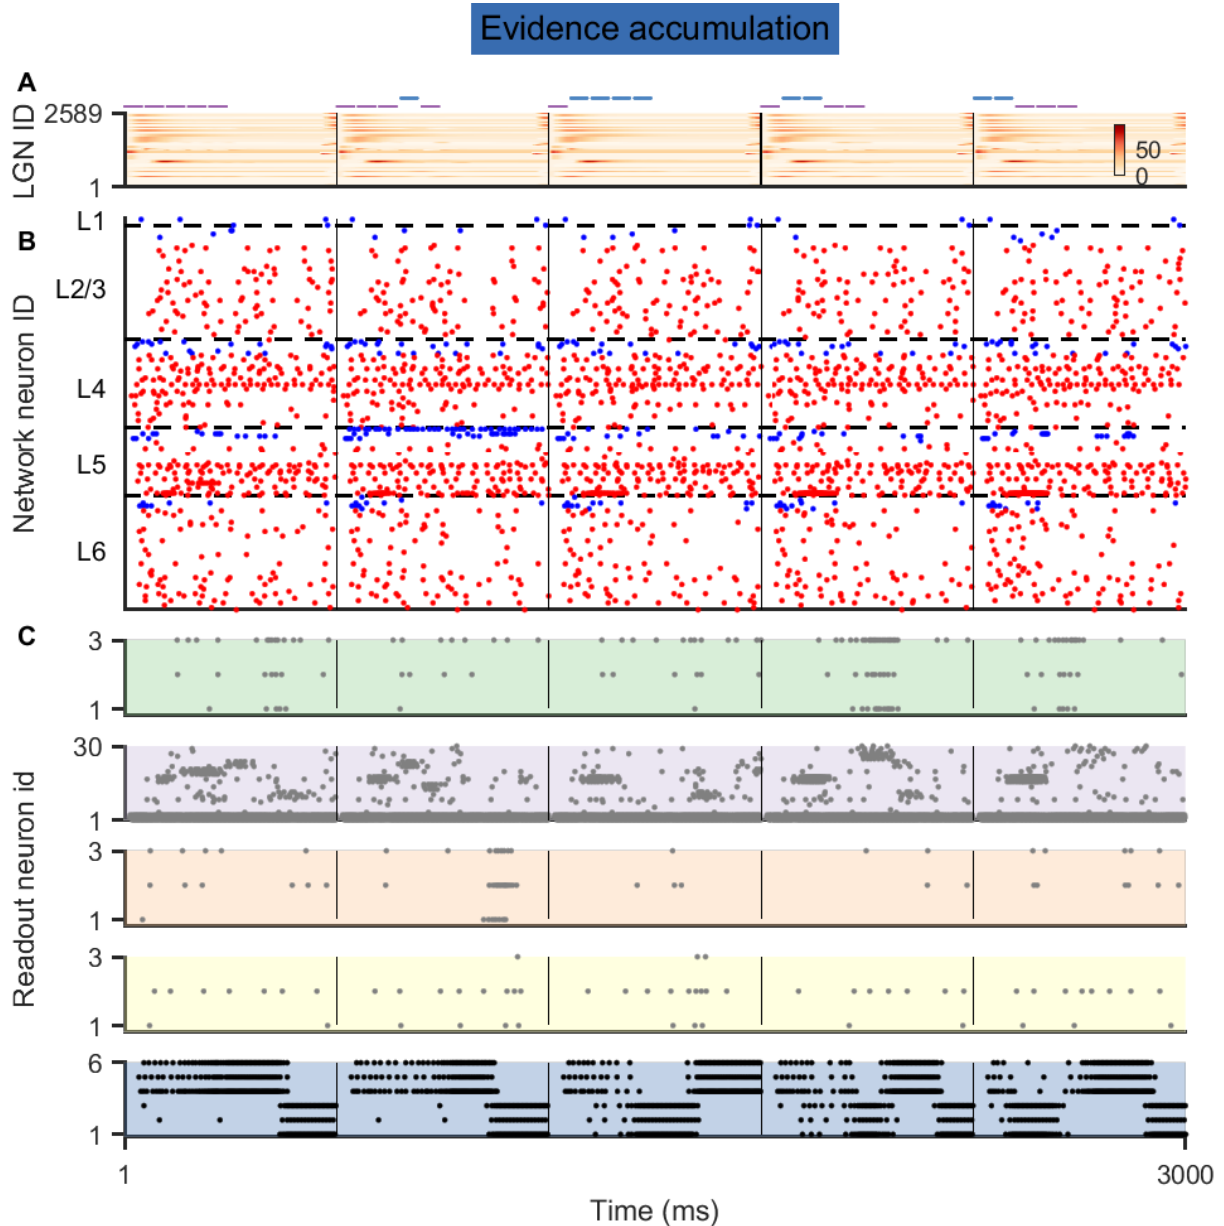 Evidence accumulation
A
LGN ID
2589
1
50
0
B
Network neuron ID
L1
L2/3
L4
L5
L6
C
Readout neuron id
3
1
30
1
3
1
3
1
6
1
1
3000
Time (ms)